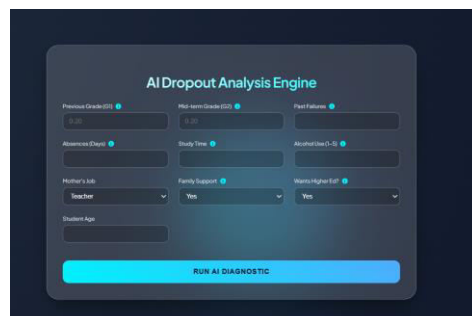 AI Dropout Analysis Engine
Previous Grade (G1) Mid-term Grade (G2) Past Failures
0-20 0-20
Absences (Days) Study Time Alcohol Use (1-5)
Mother's Job Family Support Wants Higher Ed?
Teacher Yes Yes
Student Age
RUN AI DIAGNOSTIC